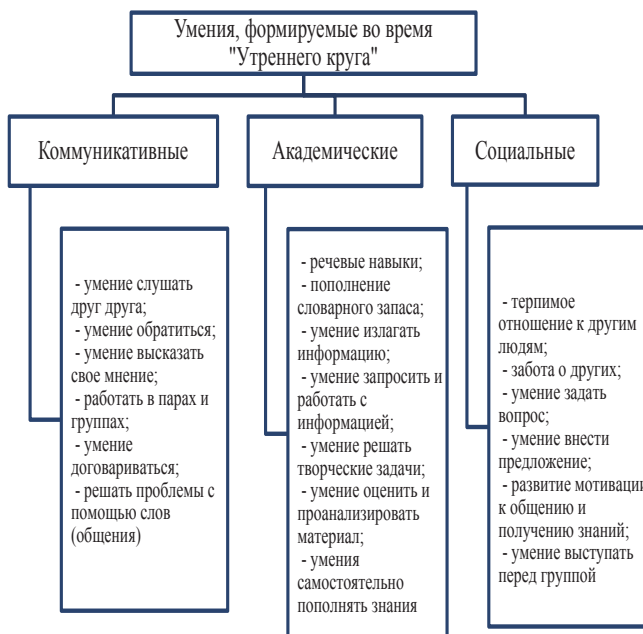 Умения, формируемые во время
"Утреннего круга"
Коммуникативные
Академические
Социальные
- умение слушать
друг друга;
- умение обратиться;
- умение высказать
свое мнение;
- работать в парах и
группах;
- умение
договариваться;
- решать проблемы с
помощью слов
(общения)
- речевые навыки;
- пополнение
словарного запаса;
- умение излагать
информацию;
- умение запросить и
работать с
информацией;
- умение решать
творческие задачи;
- умение оценить и
проанализировать
материал;
- умения
самостоятельно
пополнять знания
- терпимое
отношение к другим
людям;
- забота о других;
- умение задать
вопрос;
- умение внести
предложение;
- развитие мотивации
к общению и
получению знаний;
- умение выступать
перед группой